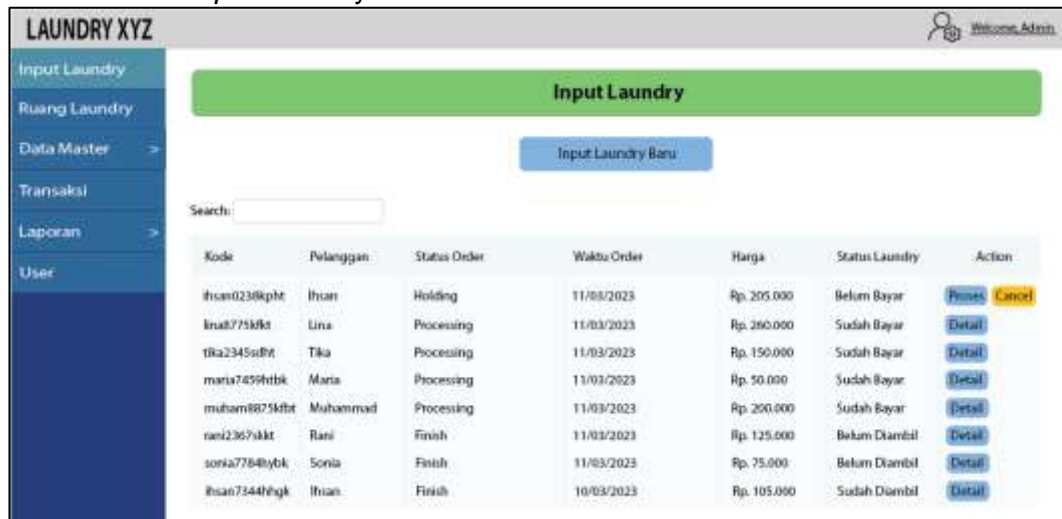 LAUNDRY XYZ Welcome, Admin
Input Laundry
Ruang Laundry
Data Master >
Transaksi
Laporan >
User
Input Laundry
Input Laundry Baru
Search:
Kode Pelanggan Status Order Waktu Order Harga Status Laundry Action
ihsan0238kpht Ihsan Holding 11/03/2023 Rp. 205.000 Belum Bayar Proses Cancel
Lina Processing 11/03/2023 Rp. 260.000 Sudah Bayar Detail
tika2345sdht Tika Processing 11/03/2023 Rp. 150.000 Sudah Bayar Detail
maria7459htbk Maria Processing 11/03/2023 Rp. 50.000 Sudah Bayar Detail
muham8875kfbt Muhammad Processing 11/03/2023 Rp. 200.000 Sudah Bayar Detail
Rani Finish 11/03/2023 Rp. 125.000 Belum Diambil Detail
sonia7784hybk Sonia Finish 11/03/2023 Rp. 75.000 Belum Diambil Detail
ihsan7344hhgk Ihsan Finish 10/03/2023 Rp. 105.000 Sudah Diambil Detail